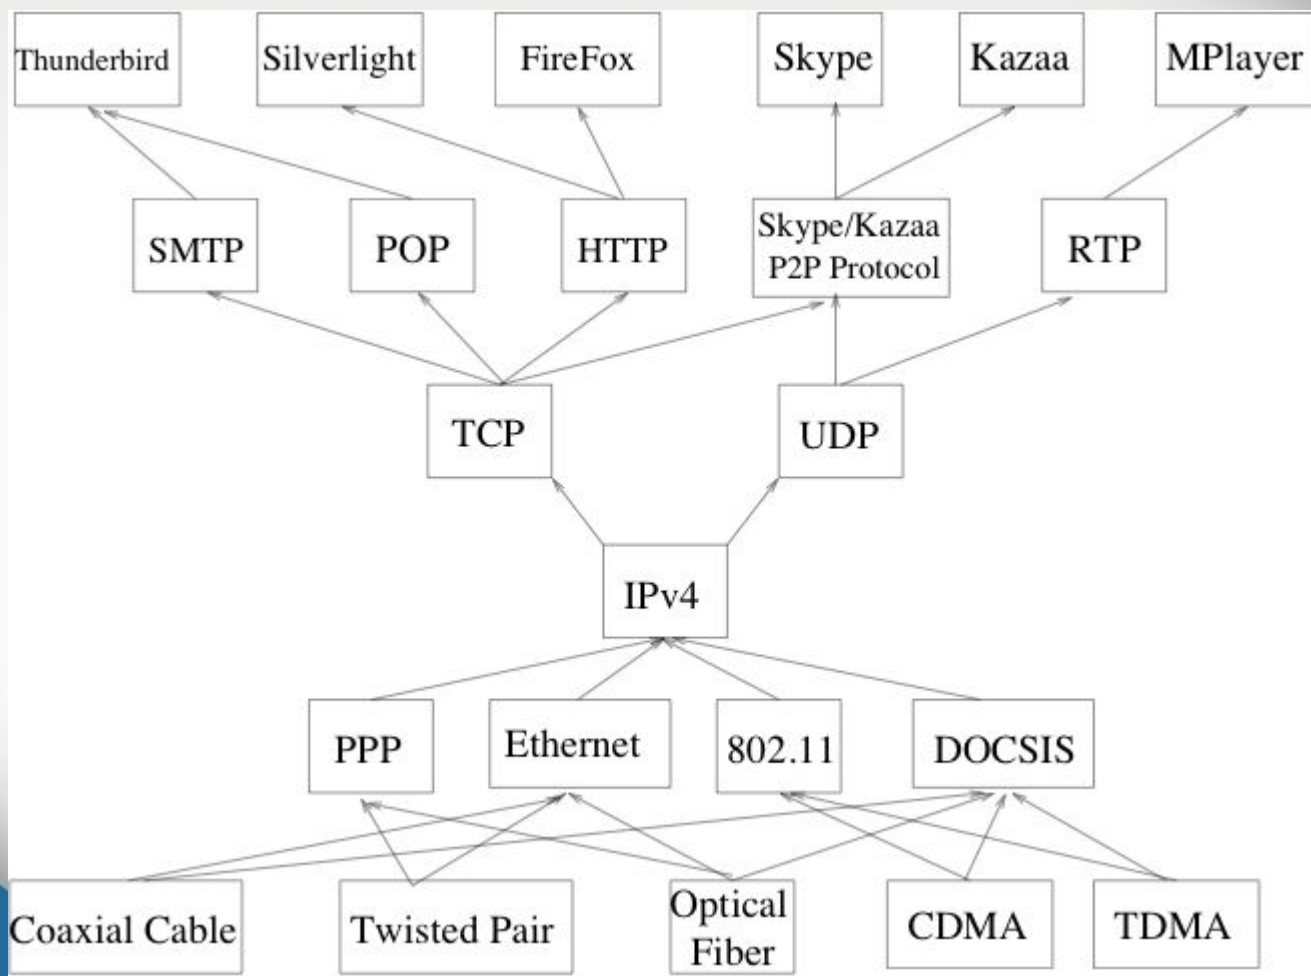 Thunderbird
Silverlight
FireFox
Skype
Kazaa
MPlayer
SMTP
POP
HTTP
Skype/Kazaa
P2P Protocol
RTP
TCP
UDP
IPv4
PPP
Ethernet
802.11
DOCSIS
Coaxial Cable
Twisted Pair
Optical
Fiber
CDMA
TDMA